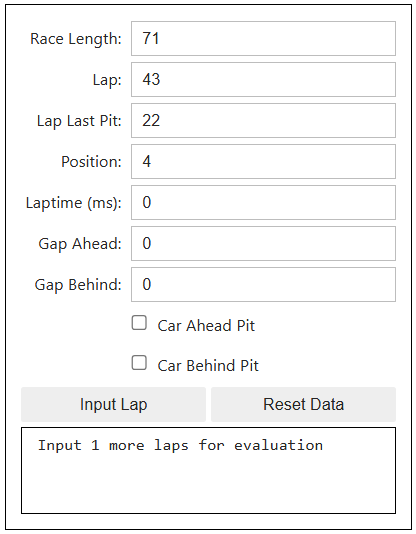 Race Length: 71
Lap: 43
Lap Last Pit: 22
Position: 4
Laptime (ms): 0
Gap Ahead: 0
Gap Behind: 0
Car Ahead Pit
Car Behind Pit
Input Lap Reset Data
Input 1 more laps for evaluation